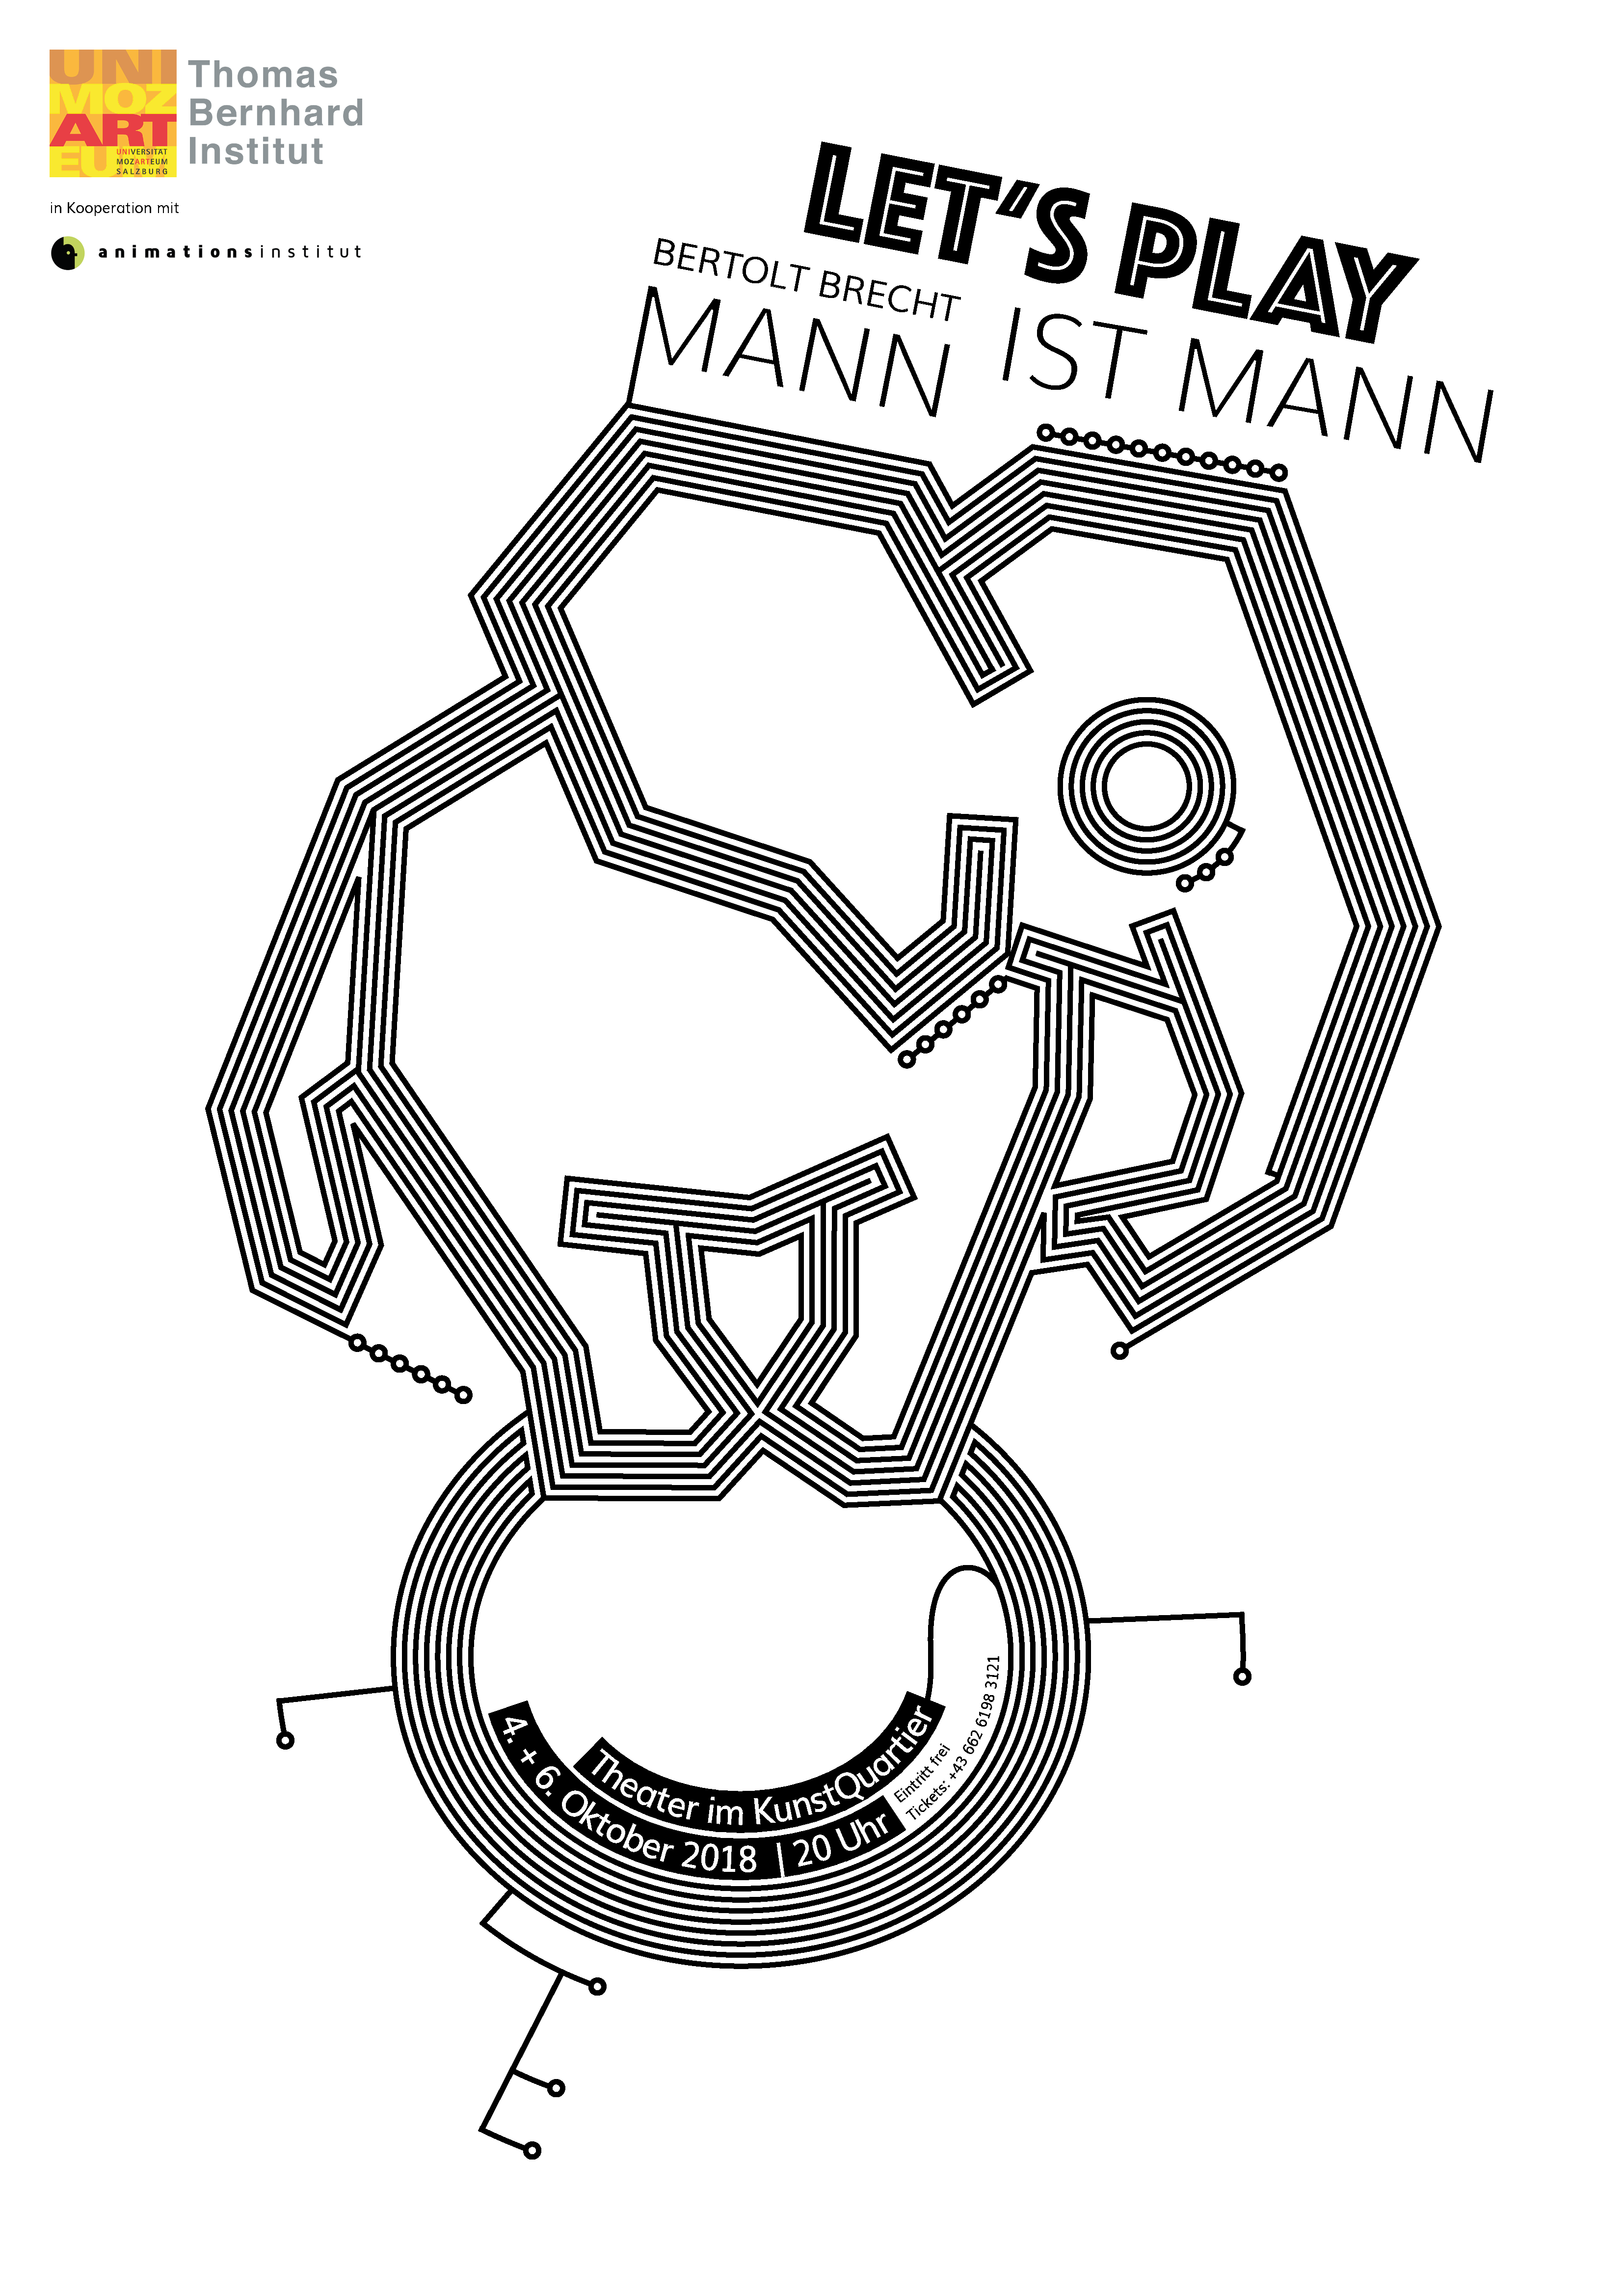 UNI
MOZ
ART
EUM
UNIVERSITÄT
MOZARTEUM
SALZBURG
Thomas
Bernhard
Institut
in Kooperation mit
animationsinstitut
LET'S PLAY
BERTOLT BRECHT
MANN IST MANN
Theater im KunstQuartier
4. + 6. Oktober 2018 | 20 Uhr
Eintritt frei
Tickets: +43 662 6198 3121